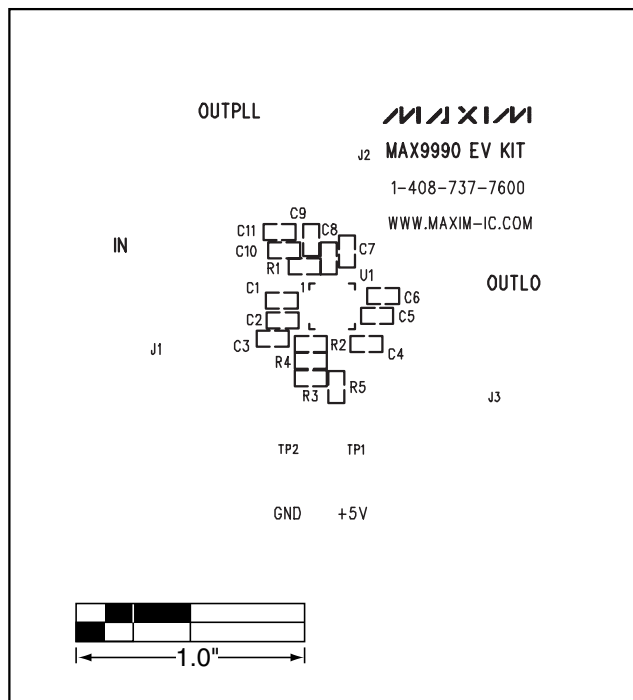 OUTPLL
MAXIM
J2 MAX9990 EV KIT
1-408-737-7600
WWW.MAXIM-IC.COM
IN
OUTLO
C9
C11
C8
C7
C10
R1
U1
C1
1
C6
C2
C5
C3
R2
C4
R4
R3
R5
J1
J3
TP2
TP1
GND
+5V
1.0"